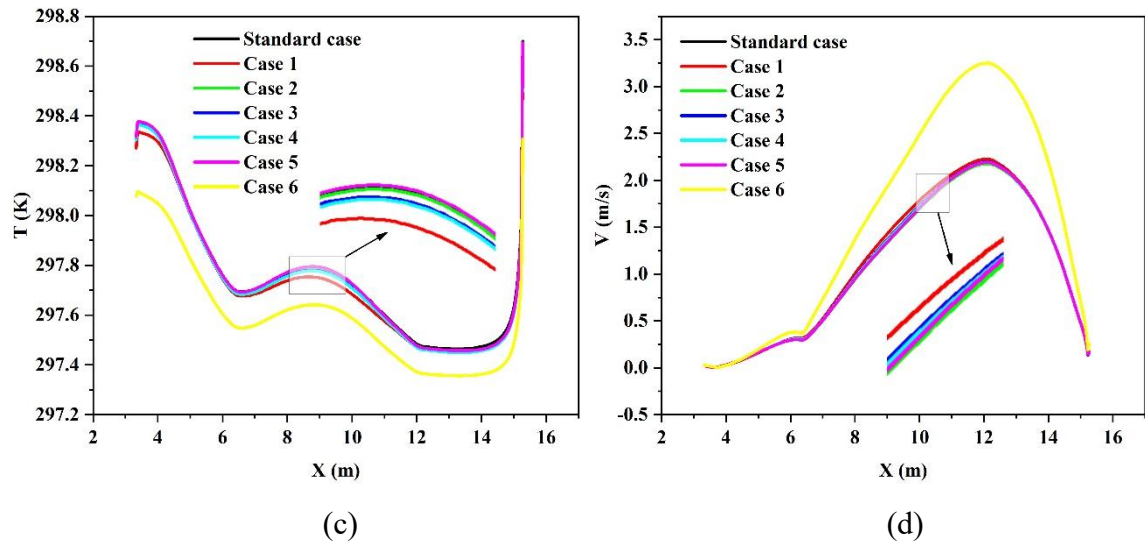 298.8
298.6
298.4
298.2
298.0
297.8
297.6
297.4
297.2
T (K)
Standard case
Case 1
Case 2
Case 3
Case 4
Case 5
Case 6
2 4 6 8 10 12 14 16
X (m)
(c)
3.5
3.0
2.5
2.0
1.5
1.0
0.5
0.0
-0.5
V (m/s)
Standard case
Case 1
Case 2
Case 3
Case 4
Case 5
Case 6
2 4 6 8 10 12 14 16
X (m)
(d)